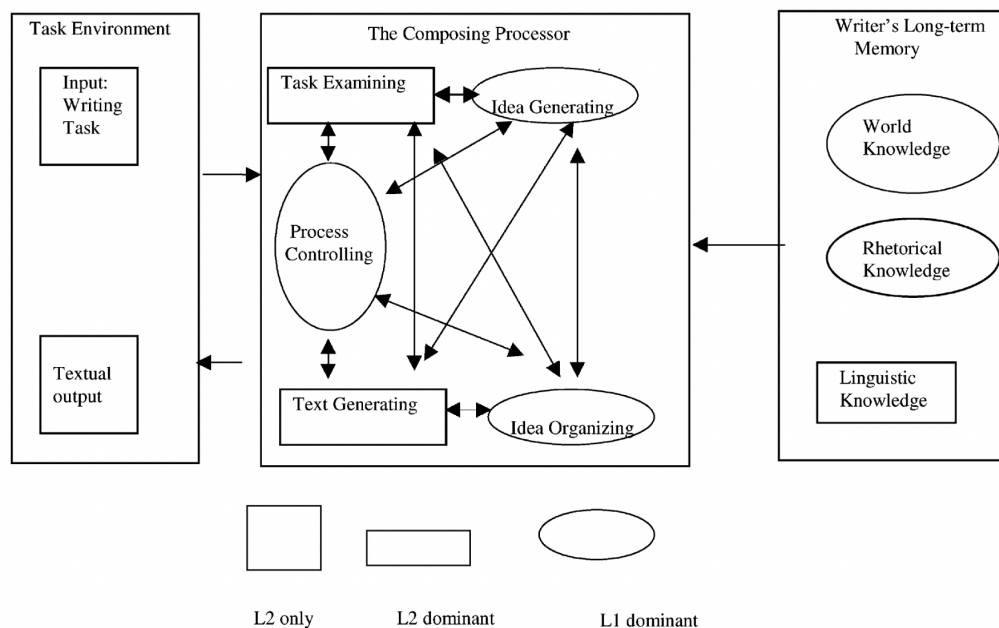 Task Environment
The Composing Processor
Writer's Long-term
Memory
Input:
Writing
Task
Task Examining
Idea Generating
World
Knowledge
Process
Controlling
Rhetorical
Knowledge
Textual
output
Text Generating
Idea Organizing
Linguistic
Knowledge
L2 only
L2 dominant
L1 dominant